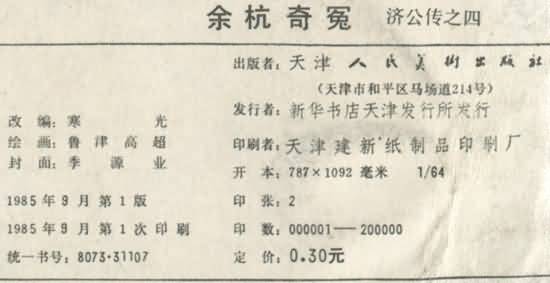 余杭奇冤 济公传之四
出版者：天津人民美術出版社
（天津市和平区马场道214号）
改编：寒光 发行者：新华书店天津发行所发行
绘画：鲁津高超 印刷者：天津建新纸制品印刷厂
封面：季源业 开本：787×1092 毫米 1/64
1985年9月第1版 印张：2
1985年9月第1次印刷 印数：000001—200000
统一书号：8073·31107 定价：0.30元